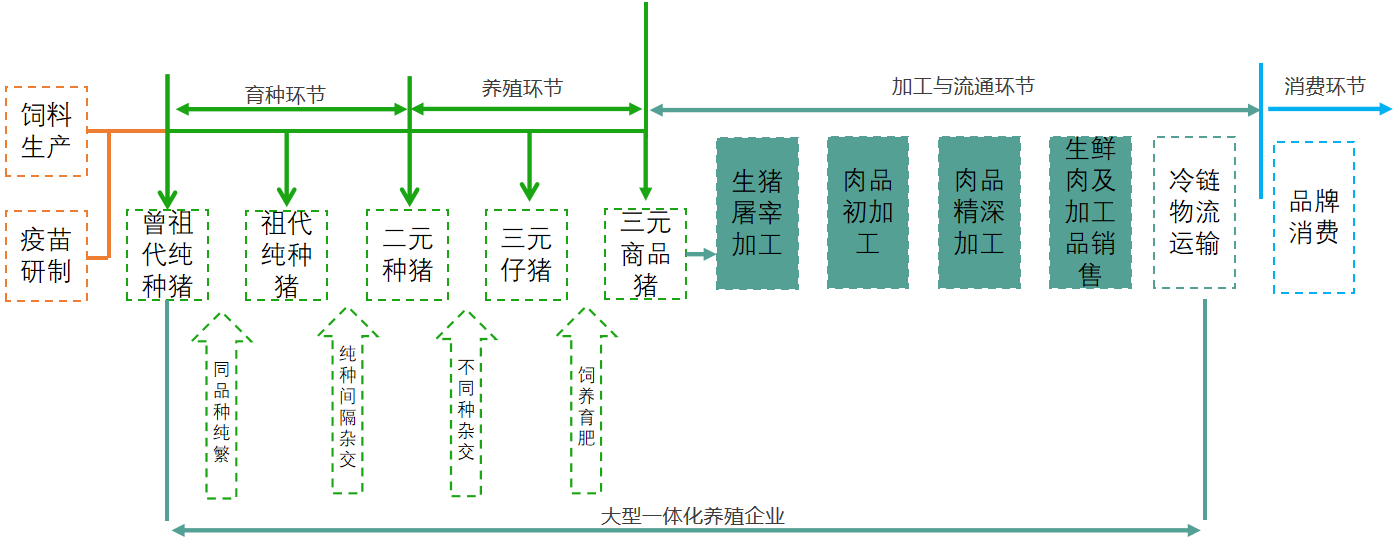 育种环节
养殖环节
加工与流通环节
消费环节
饲料
生产
疫苗
研制
曾祖
代纯
种猪
祖代
纯种
猪
二元
种猪
三元
仔猪
三元
商品
猪
生猪
屠宰
加工
肉品
初加
工
肉品
精深
加工
生鲜
肉及
加工
品销
售
冷链
物流
运输
品牌
消费
同品种纯繁
纯种间隔杂交
不同种杂交
饲养育肥
大型一体化养殖企业